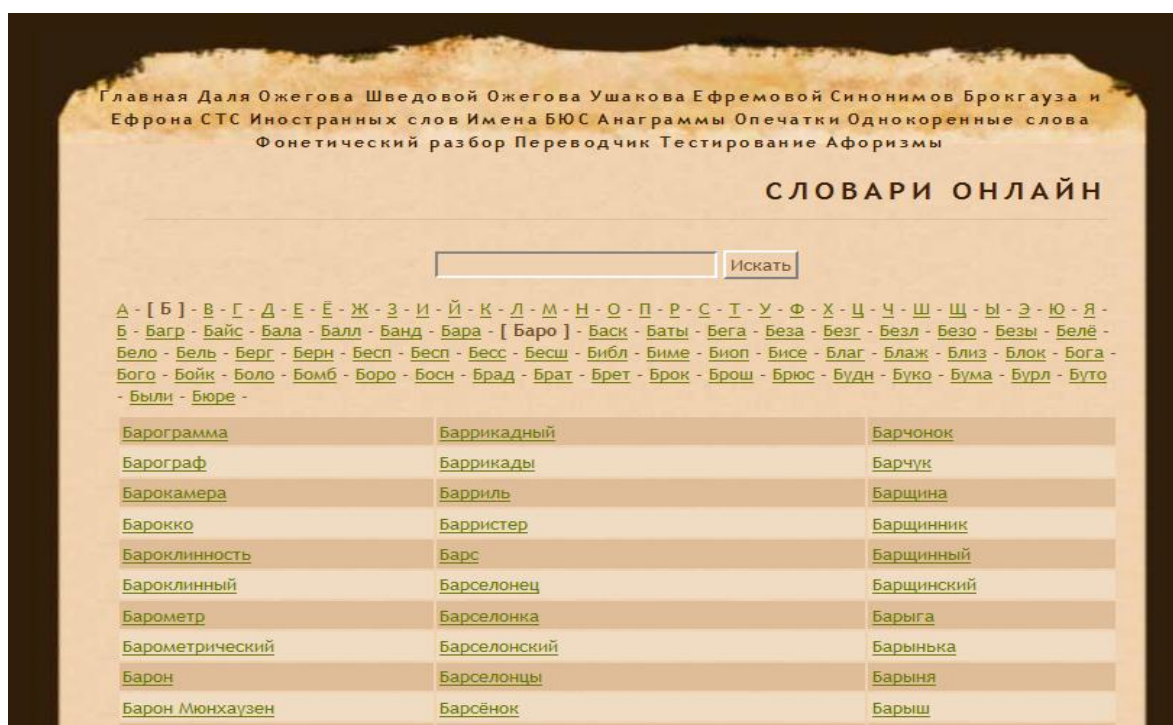 Главная Даля Ожегова Шведовой Ожегова Ушакова Ефремовой Синонимов Брокгауза и
Ефрона СТС Иностранных слов Имена БЮС Анаграммы Опечатки Однокоренные слова
Фонетический разбор Переводчик Тестирование Афоризмы
СЛОВАРИ ОНЛАЙН
Искать
А - [ Б ] - В - Г - Д - Е - Ё - Ж - З - И - Й - К - Л - М - Н - О - П - Р - С - Т - У - Ф - Х - Ц - Ч - Ш - Щ - Ы - Э - Ю - Я -
Б - Багр - Байс - Бала - Балл - Банд - Бара - [ Баро ] - Баск - Баты - Бега - Беза - Безг - Безл - Безо - Безы - Белё -
Бело - Бель - Берг - Берн - Бесп - Бесп - Бесс - Бесш - Библ - Биме - Биоп - Бисе - Благ - Блаж - Близ - Блок - Бога -
Бого - Бойк - Боло - Бомб - Боро - Босн - Брад - Брат - Брет - Брок - Брош - Брюс - Будн - Буко - Бума - Бурл - Буто
- Были - Бюре -
Барограмма Баррикадный Барчонок
Барограф Баррикады Барчук
Барокамера Барриль Барщина
Барокко Барристер Барщинник
Бароклинность Барс Барщинный
Бароклинный Барселонец Барщинский
Барометр Барселонка Барыга
Барометрический Барселонский Барынька
Барон Барселонцы Барыня
Барон Мюнхаузен Барсёнок Барыш